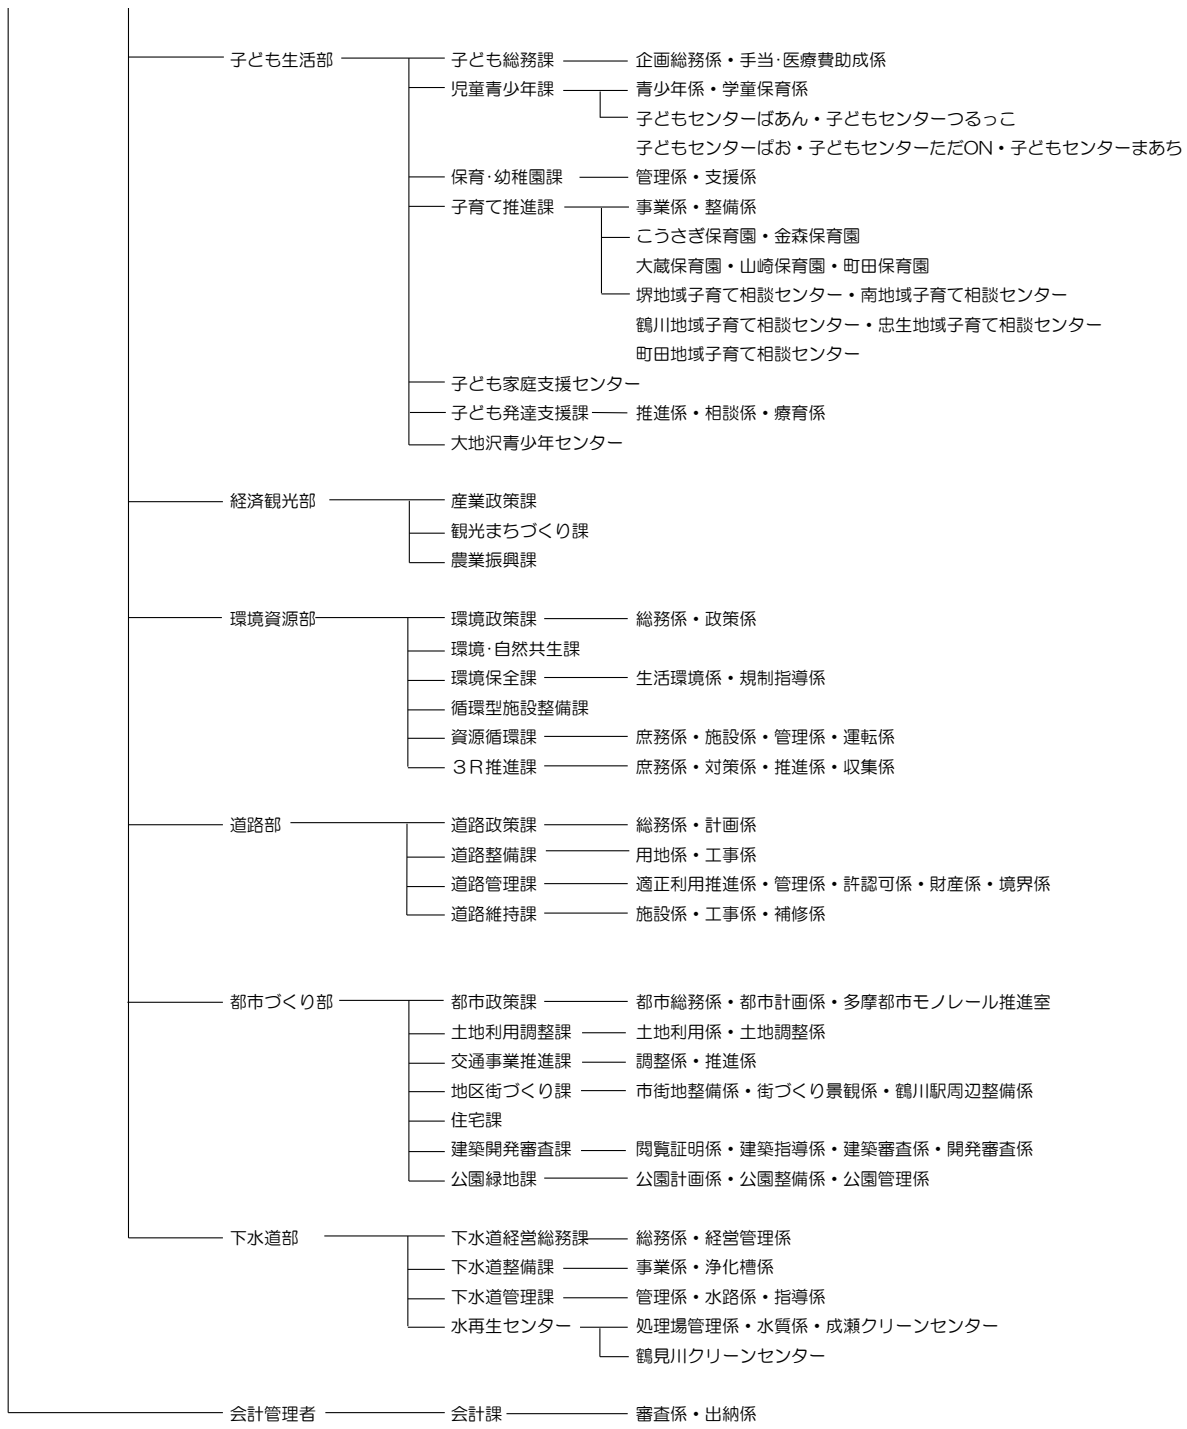 子ども生活部 子ども総務課 企画総務係・手当･医療費助成係
児童青少年課 青少年係・学童保育係
子どもセンターばあん・子どもセンターつるっこ
子どもセンターぱお・子どもセンターただON・子どもセンターまあち
保育･幼稚園課 管理係・支援係
子育て推進課 事業係・整備係
こうさぎ保育園・金森保育園
大蔵保育園・山崎保育園・町田保育園
堺地域子育て相談センター・南地域子育て相談センター
鶴川地域子育て相談センター・忠生地域子育て相談センター
町田地域子育て相談センター
子ども家庭支援センター
子ども発達支援課 推進係・相談係・療育係
大地沢青少年センター
経済観光部 産業政策課
観光まちづくり課
農業振興課
環境資源部 環境政策課 総務係・政策係
環境･自然共生課
環境保全課 生活環境係・規制指導係
循環型施設整備課
資源循環課 庶務係・施設係・管理係・運転係
３Ｒ推進課 庶務係・対策係・推進係・収集係
道路部 道路政策課 総務係・計画係
道路整備課 用地係・工事係
道路管理課 適正利用推進係・管理係・許認可係・財産係・境界係
道路維持課 施設係・工事係・補修係
都市づくり部 都市政策課 都市総務係・都市計画係・多摩都市モノレール推進室
土地利用調整課 土地利用係・土地調整係
交通事業推進課 調整係・推進係
地区街づくり課 市街地整備係・街づくり景観係・鶴川駅周辺整備係
住宅課
建築開発審査課 閲覧証明係・建築指導係・建築審査係・開発審査係
公園緑地課 公園計画係・公園整備係・公園管理係
下水道部 下水道経営総務課 総務係・経営管理係
下水道整備課 事業係・浄化槽係
下水道管理課 管理係・水路係・指導係
水再生センター 処理場管理係・水質係・成瀬クリーンセンター
鶴見川クリーンセンター
会計管理者 会計課 審査係・出納係